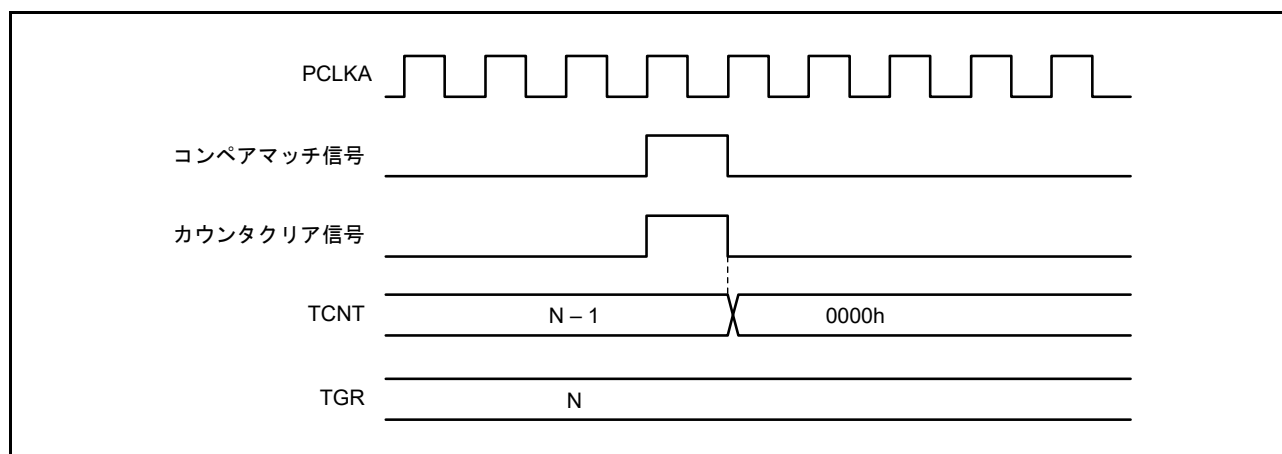 PCLKA
コンペアマッチ信号
カウンタクリア信号
TCNT N – 1 0000h
TGR N